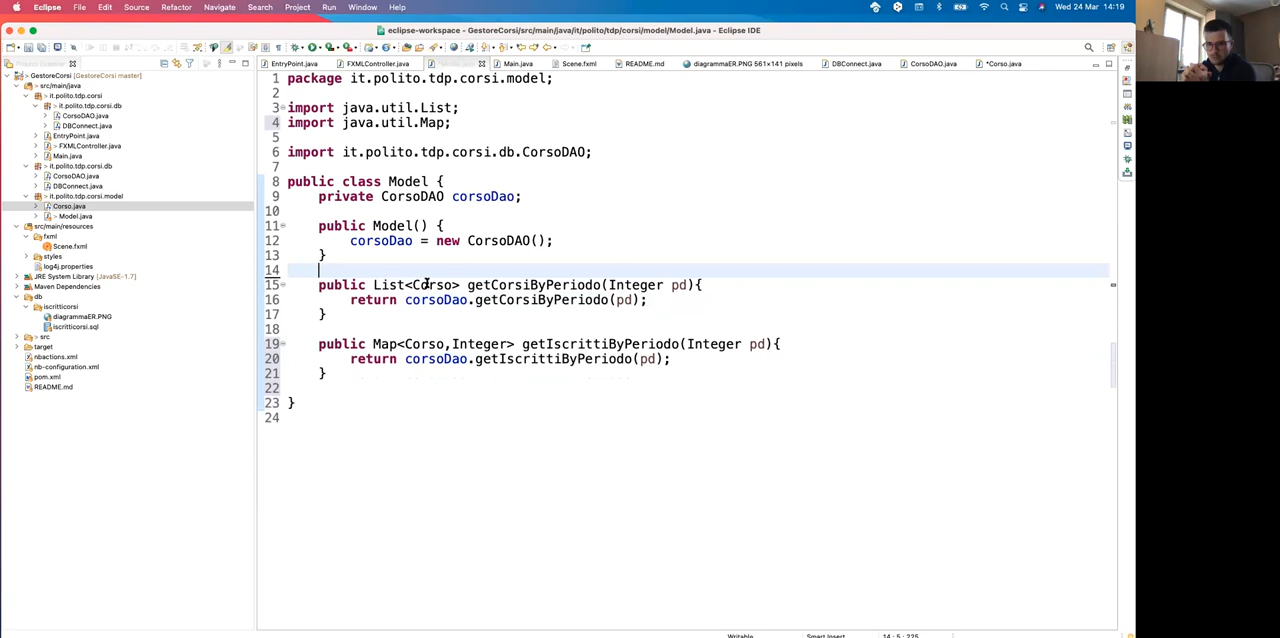 Eclipse File Edit Source Refactor Navigate Search Project Run Window Help Wed 24 Mar 14:19
eclipse-workspace - GestoreCorsi/src/main/java/it/polito/tdp/corsi/model/Model.java - Eclipse IDE
EntryPoint.java FXMLController.java Main.java Scene.fxml README.md diagrammaER.PNG 561x141 pixels DBConnect.java CorsoDAO.java *Corso.java
GestoreCorsi [GestoreCorsi master]
src/main/java
> it.polito.tdp.corsi
> it.polito.tdp.corsi.db
CorsoDAO.java
DBConnect.java
EntryPoint.java
> FXMLController.java
Main.java
> it.polito.tdp.corsi.db
CorsoDAO.java
DBConnect.java
> it.polito.tdp.corsi.model
Corso.java
> Model.java
src/main/resources
fxml
Scene.fxml
styles
log4j.properties
JRE System Library [JavaSE-1.7]
Maven Dependencies
db
iscritticorsi
diagrammaER.PNG
iscritticorsi.sql
> src
target
nbactions.xml
nb-configuration.xml
pom.xml
README.md
1 package it.polito.tdp.corsi.model;
2
3 import java.util.List;
4 import java.util.Map;
5
6 import it.polito.tdp.corsi.db.CorsoDAO;
7
8 public class Model {
9 private CorsoDAO corsoDao;
10
11 public Model() {
12 corsoDao = new CorsoDAO();
13 }
14
15 public List<Corso> getCorsiByPeriodo(Integer pd){
16 return corsoDao.getCorsiByPeriodo(pd);
17 }
18
19 public Map<Corso,Integer> getIscrittiByPeriodo(Integer pd){
20 return corsoDao.getIscrittiByPeriodo(pd);
21 }
22
23 }
24
Writable Smart Insert 14 : 5 : 225